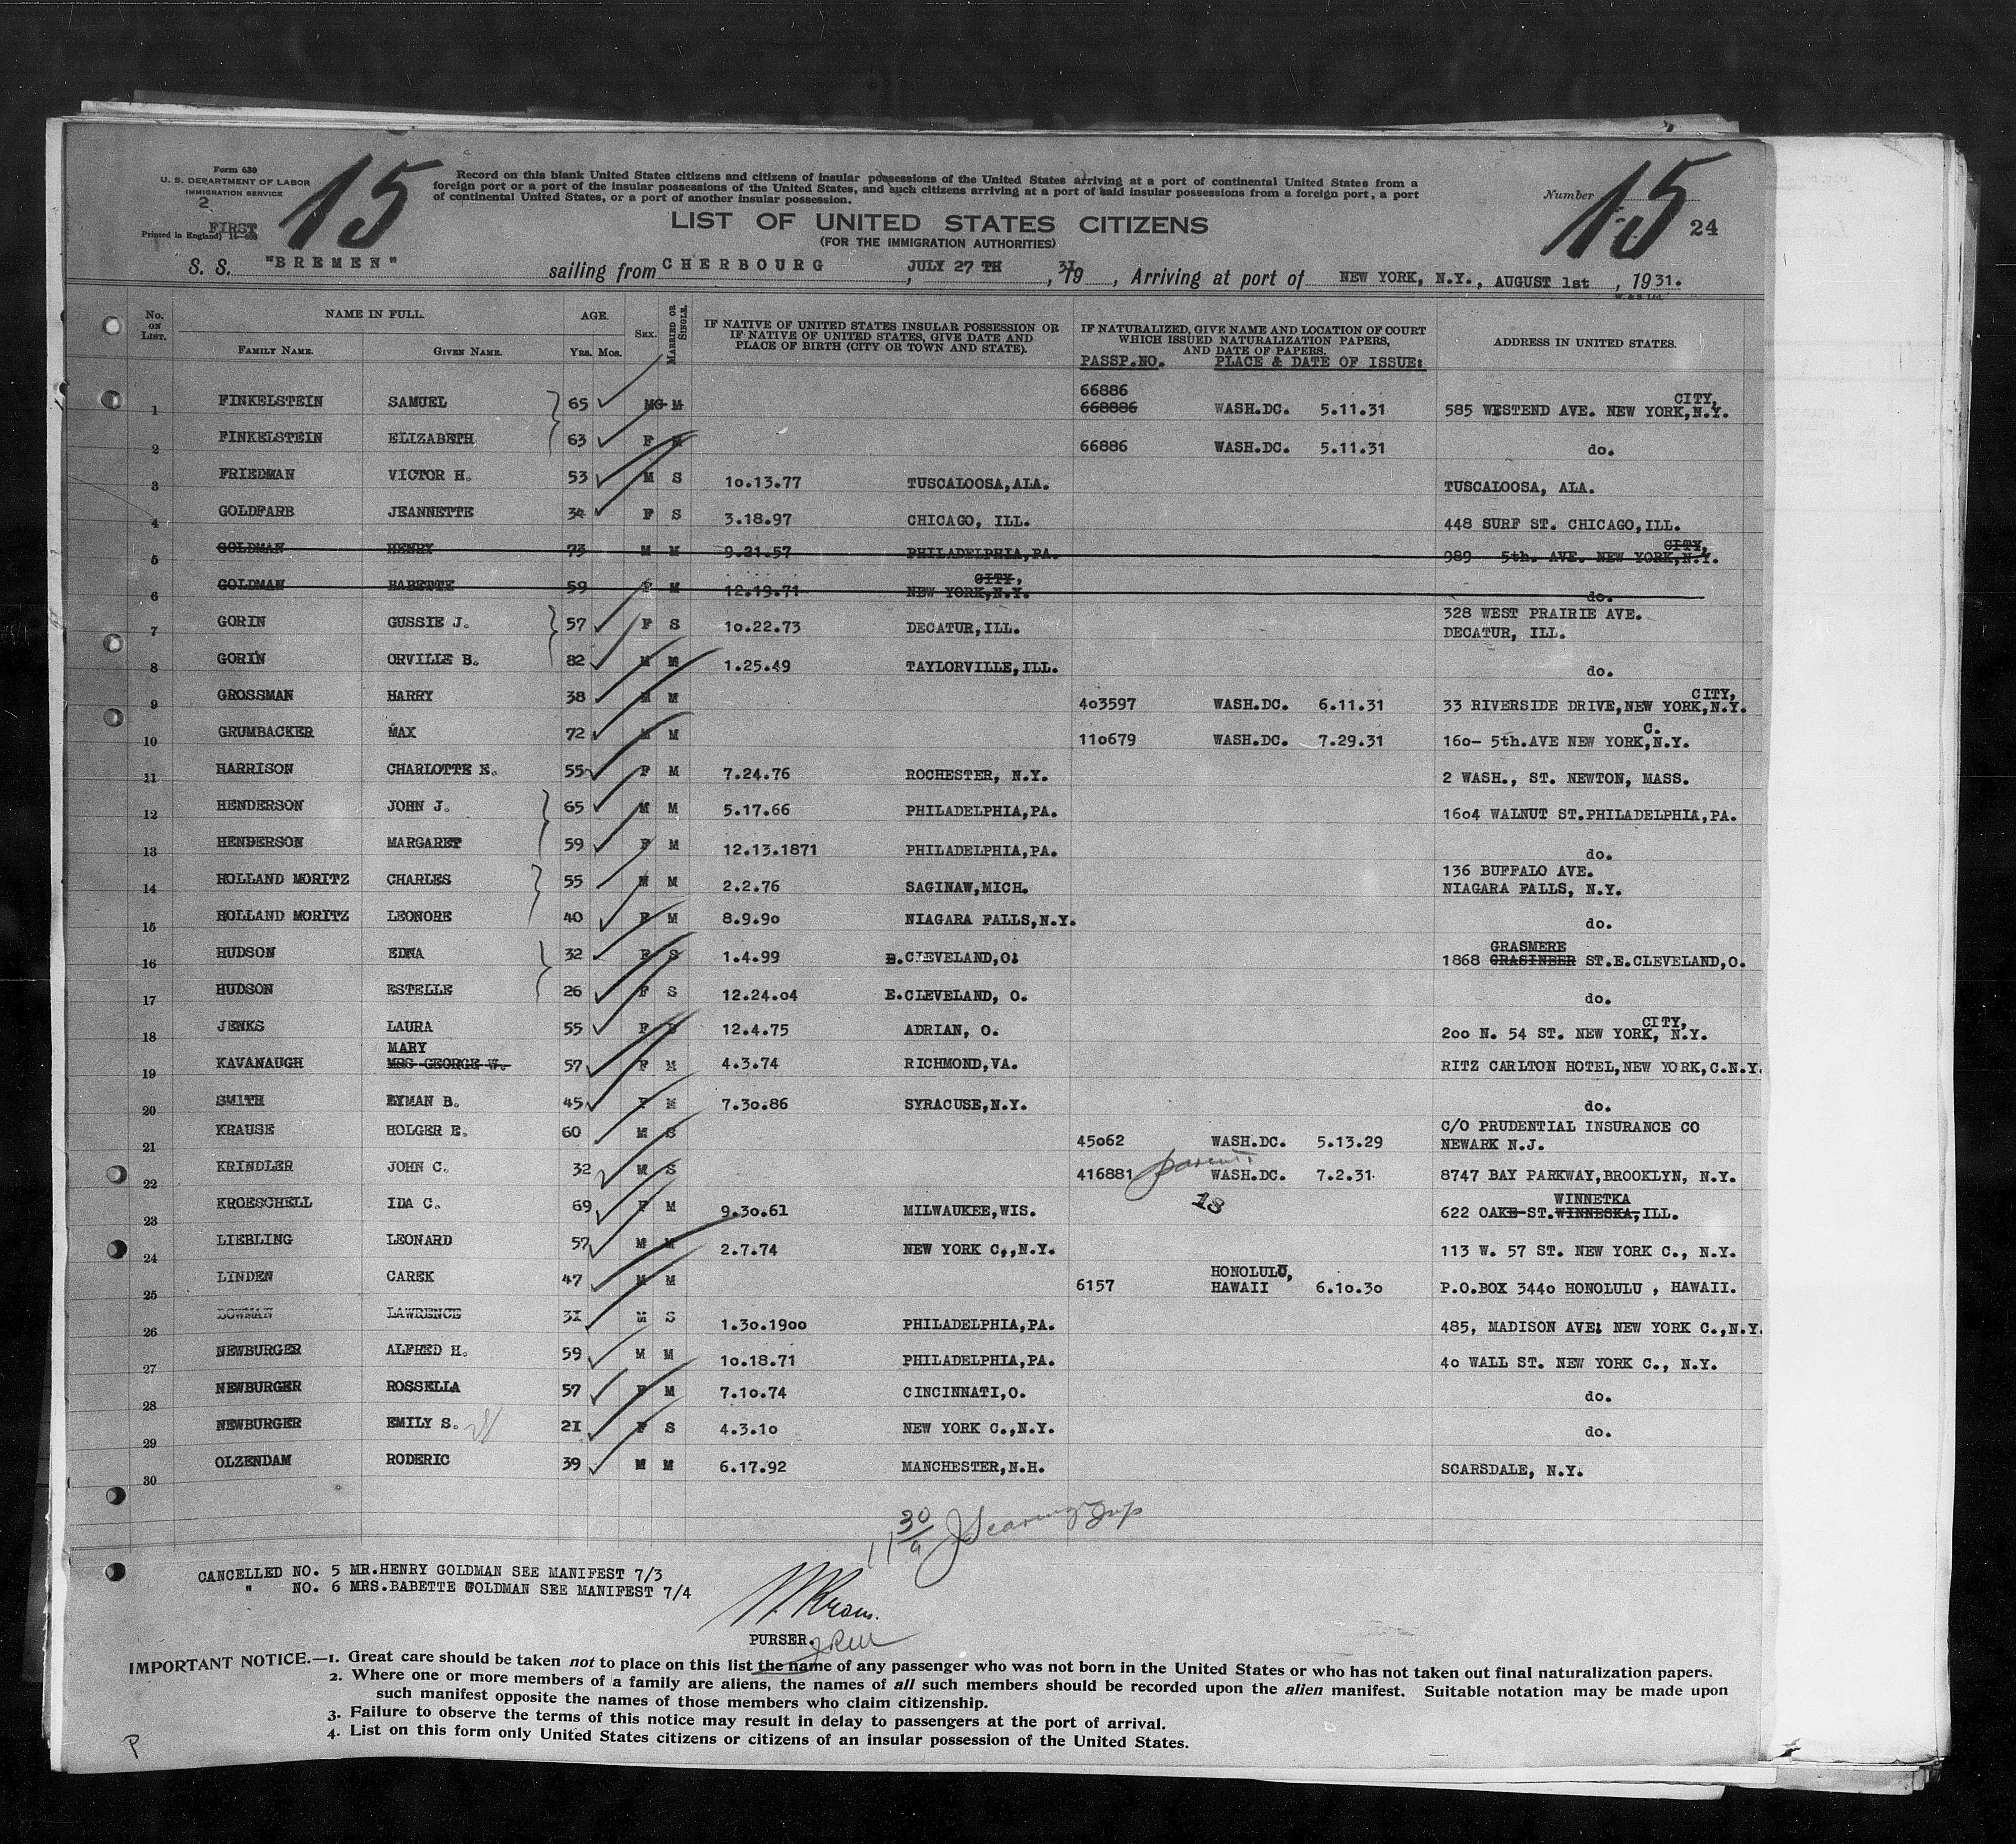 Form 630
U. S. DEPARTMENT OF LABOR
IMMIGRATION SERVICE
2
FIRST
Printed in England)
15
Record on this blank United States citizens and citizens of insular possessions of the United States arriving at a port of continental United States from a
foreign port or a port of the insular possessions of the United States, and such citizens arriving at a port of said insular possessions from a foreign port, a port
of continental United States, or a port of another insular possession.
Number 15 24
LIST OF UNITED STATES CITIZENS
(FOR THE IMMIGRATION AUTHORITIES)
S. S. "BREMEN" sailing from CHERBOURG, JULY 27 TH, 1931, Arriving at port of NEW YORK, N.Y., AUGUST 1st, 1931.
No. ON LIST. NAME IN FULL. FAMILY NAME. GIVEN NAME. AGE. Yrs. Mos. SEX. MARRIED OR SINGLE. IF NATIVE OF UNITED STATES INSULAR POSSESSION OR IF NATIVE OF UNITED STATES, GIVE DATE AND PLACE OF BIRTH (CITY OR TOWN AND STATE). IF NATURALIZED, GIVE NAME AND LOCATION OF COURT WHICH ISSUED NATURALIZATION PAPERS, AND DATE OF PAPERS. PASSP.NO. PLACE & DATE OF ISSUE: ADDRESS IN UNITED STATES.
1 FINKELSTEIN SAMUEL 65 M M 66886 668886 WASH.DC. 5.11.31 585 WESTEND AVE. NEW YORK CITY, N.Y.
2 FINKELSTEIN ELIZABETH 63 F M 66886 WASH.DC. 5.11.31 do.
3 FRIEDMAN VICTOR H. 53 M S 10.13.77 TUSCALOOSA,ALA. TUSCALOOSA, ALA.
4 GOLDFARB JEANNETTE 34 F S 3.18.97 CHICAGO, ILL. 448 SURF ST. CHICAGO,ILL.
5 GOLDMAN HENRY 73 M M 9.21.57 PHILADELPHIA,PA. 989 5th. AVE. NEW YORK CITY, N.Y.
6 GOLDMAN BABETTE 59 F M 12.19.71 NEW YORK CITY, N.Y. do.
7 GORIN GUSSIE J. 57 F S 10.22.73 DECATUR,ILL. 328 WEST PRAIRIE AVE. DECATUR, ILL.
8 GORIN ORVILLE B. 82 M M 1.25.49 TAYLORVILLE,ILL. do.
9 GROSSMAN HARRY 38 M M 403597 WASH.DC. 6.11.31 33 RIVERSIDE DRIVE,NEW YORK CITY, N.Y.
10 GRUMBACKER MAX 72 M M 110679 WASH.DC. 7.29.31 160- 5th.AVE NEW YORK C. N.Y.
11 HARRISON CHARLOTTE E. 55 F M 7.24.76 ROCHESTER, N.Y. 2 WASH., ST. NEWTON, MASS.
12 HENDERSON JOHN J. 65 M M 5.17.66 PHILADELPHIA,PA. 1604 WALNUT ST.PHILADELPHIA,PA.
13 HENDERSON MARGARET 59 F M 12.13.1871 PHILADELPHIA,PA. do.
14 HOLLAND MORITZ CHARLES 55 M M 2.2.76 SAGINAW,MICH. 136 BUFFALO AVE. NIAGARA FALLS, N.Y.
15 HOLLAND MORITZ LEONORE 40 F M 8.9.90 NIAGARA FALLS,N.Y. do.
16 HUDSON EDNA 32 F S 1.4.99 E.CLEVELAND,O. 1868 GRASMERE GRASINBER ST.E.CLEVELAND,O.
17 HUDSON ESTELLE 26 F S 12.24.04 E.CLEVELAND, O. do.
18 JENKS LAURA 55 F 12.4.75 ADRIAN, O. 200 N. 54 ST. NEW YORK CITY, N.Y.
19 KAVANAUGH MARY MRS GEORGE W. 57 F M 4.3.74 RICHMOND,VA. RITZ CARLTON HOTEL,NEW YORK,C.N.Y.
20 SMITH LYMAN B. 45 F M 7.30.86 SYRACUSE,N.Y. do.
21 KRAUSE HOLGER E. 60 M S 45062 WASH.DC. 5.13.29 C/O PRUDENTIAL INSURANCE CO NEWARK N.J.
22 KRINDLER JOHN C. 32 M S 416881 WASH.DC. 7.2.31 8747 BAY PARKWAY,BROOKLYN, N.Y.
parents
13
23 KROESCHELL IDA C. 69 F M 9.30.61 MILWAUKEE,WIS. 622 OAK ST. WINNETKA WINNESKA, ILL.
24 LIEBLING LEONARD 57 M M 2.7.74 NEW YORK C.,N.Y. 113 W. 57 ST. NEW YORK C., N.Y.
25 LINDEN CAREK 47 M M 6157 HONOLULU, HAWAII 6.10.30 P.O.BOX 3440 HONOLULU , HAWAII.
26 LAWRENCE 31 M S 1.30.1900 PHILADELPHIA,PA. 485, MADISON AVE. NEW YORK C.,N.Y.
27 NEWBURGER ALFRED H. 59 M M 10.18.71 PHILADELPHIA,PA. 40 WALL ST. NEW YORK C., N.Y.
28 NEWBURGER ROSSELLA 57 F M 7.10.74 CINCINNATI,O. do.
29 NEWBURGER EMILY S. 21 F S 4.3.10 NEW YORK C.,N.Y. do.
30 OLZENDAM RODERIC 39 M M 6.17.92 MANCHESTER,N.H. SCARSDALE, N.Y.
30
CANCELLED NO. 5 MR.HENRY GOLDMAN SEE MANIFEST 7/3
" NO. 6 MRS.BABETTE GOLDMAN SEE MANIFEST 7/4
PURSER.
IMPORTANT NOTICE.—1. Great care should be taken not to place on this list the name of any passenger who was not born in the United States or who has not taken out final naturalization papers.
2. Where one or more members of a family are aliens, the names of all such members should be recorded upon the alien manifest. Suitable notation may be made upon
such manifest opposite the names of those members who claim citizenship.
3. Failure to observe the terms of this notice may result in delay to passengers at the port of arrival.
4. List on this form only United States citizens or citizens of an insular possession of the United States.
P